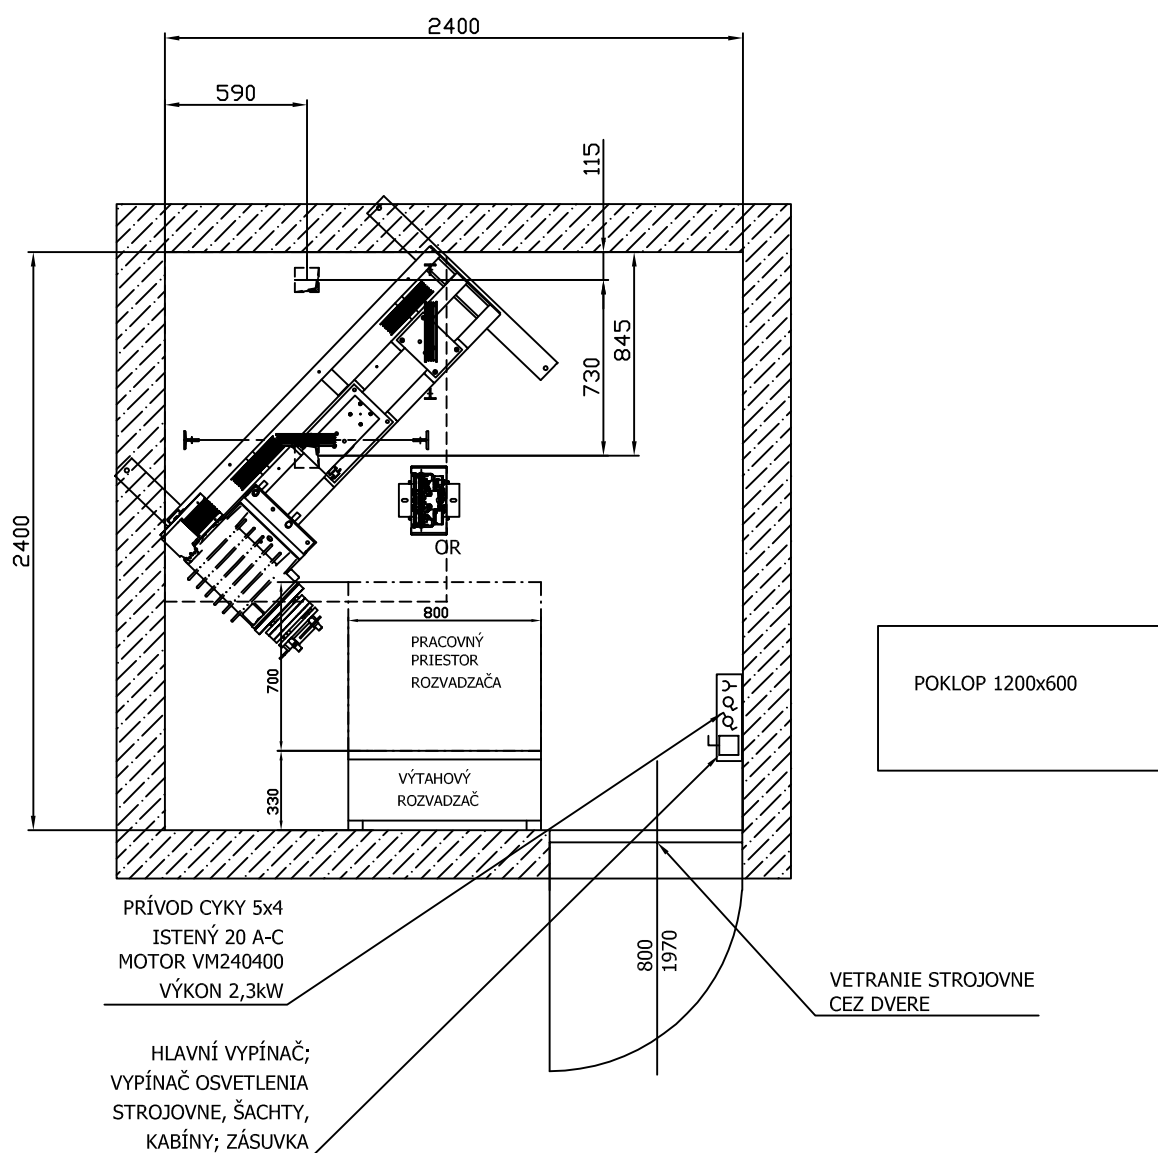 2400
590
115
845
730
2400
OR
800
PRACOVNÝ
PRIESTOR
ROZVADZAČA
700
POKLOP 1200x600
VÝTAHOVÝ
ROZVADZAČ
330
PRÍVOD CYKY 5x4
ISTENÝ 20 A-C
MOTOR VM240400
VÝKON 2,3kW
800
1970
VETRANIE STROJOVNE
CEZ DVERE
HLAVNÍ VYPÍNAČ;
VYPÍNAČ OSVETLENIA
STROJOVNE, ŠACHTY,
KABÍNY; ZÁSUVKA